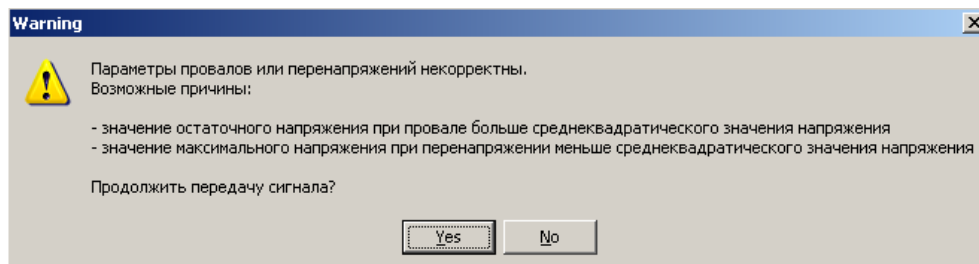 Warning
Параметры провалов или перенапряжений некорректны.
Возможные причины:
- значение остаточного напряжения при провале больше среднеквадратического значения напряжения
- значение максимального напряжения при перенапряжении меньше среднеквадратического значения напряжения
Продолжить передачу сигнала?
Yes
No